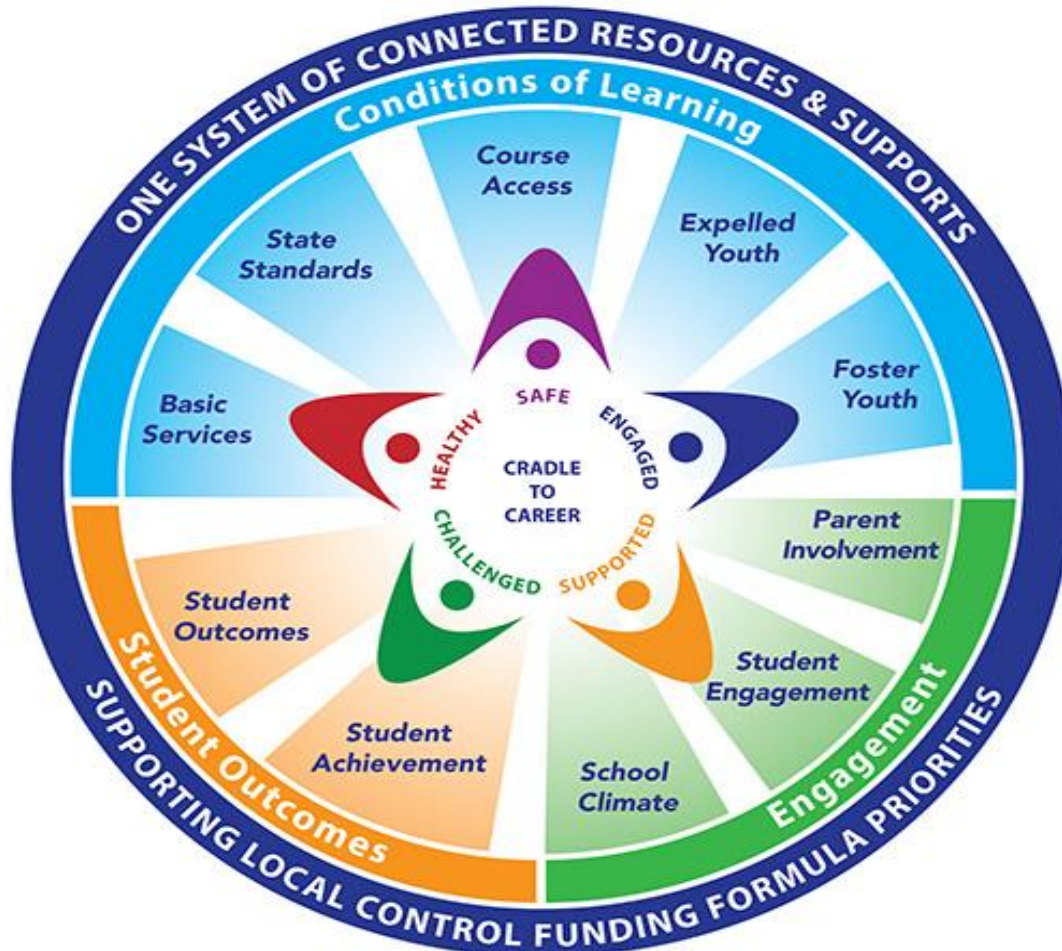 ONE SYSTEM OF CONNECTED RESOURCES & SUPPORTS
Conditions of Learning
Course
Access
State
Standards
Expelled
Youth
Basic
Services
Foster
Youth
SAFE
HEALTHY
ENGAGED
CRADLE
TO
CAREER
CHALLENGED
SUPPORTED
Parent
Involvement
Student
Outcomes
Student
Engagement
Student
Achievement
School
Climate
Student Outcomes
Engagement
SUPPORTING LOCAL CONTROL FUNDING FORMULA PRIORITIES